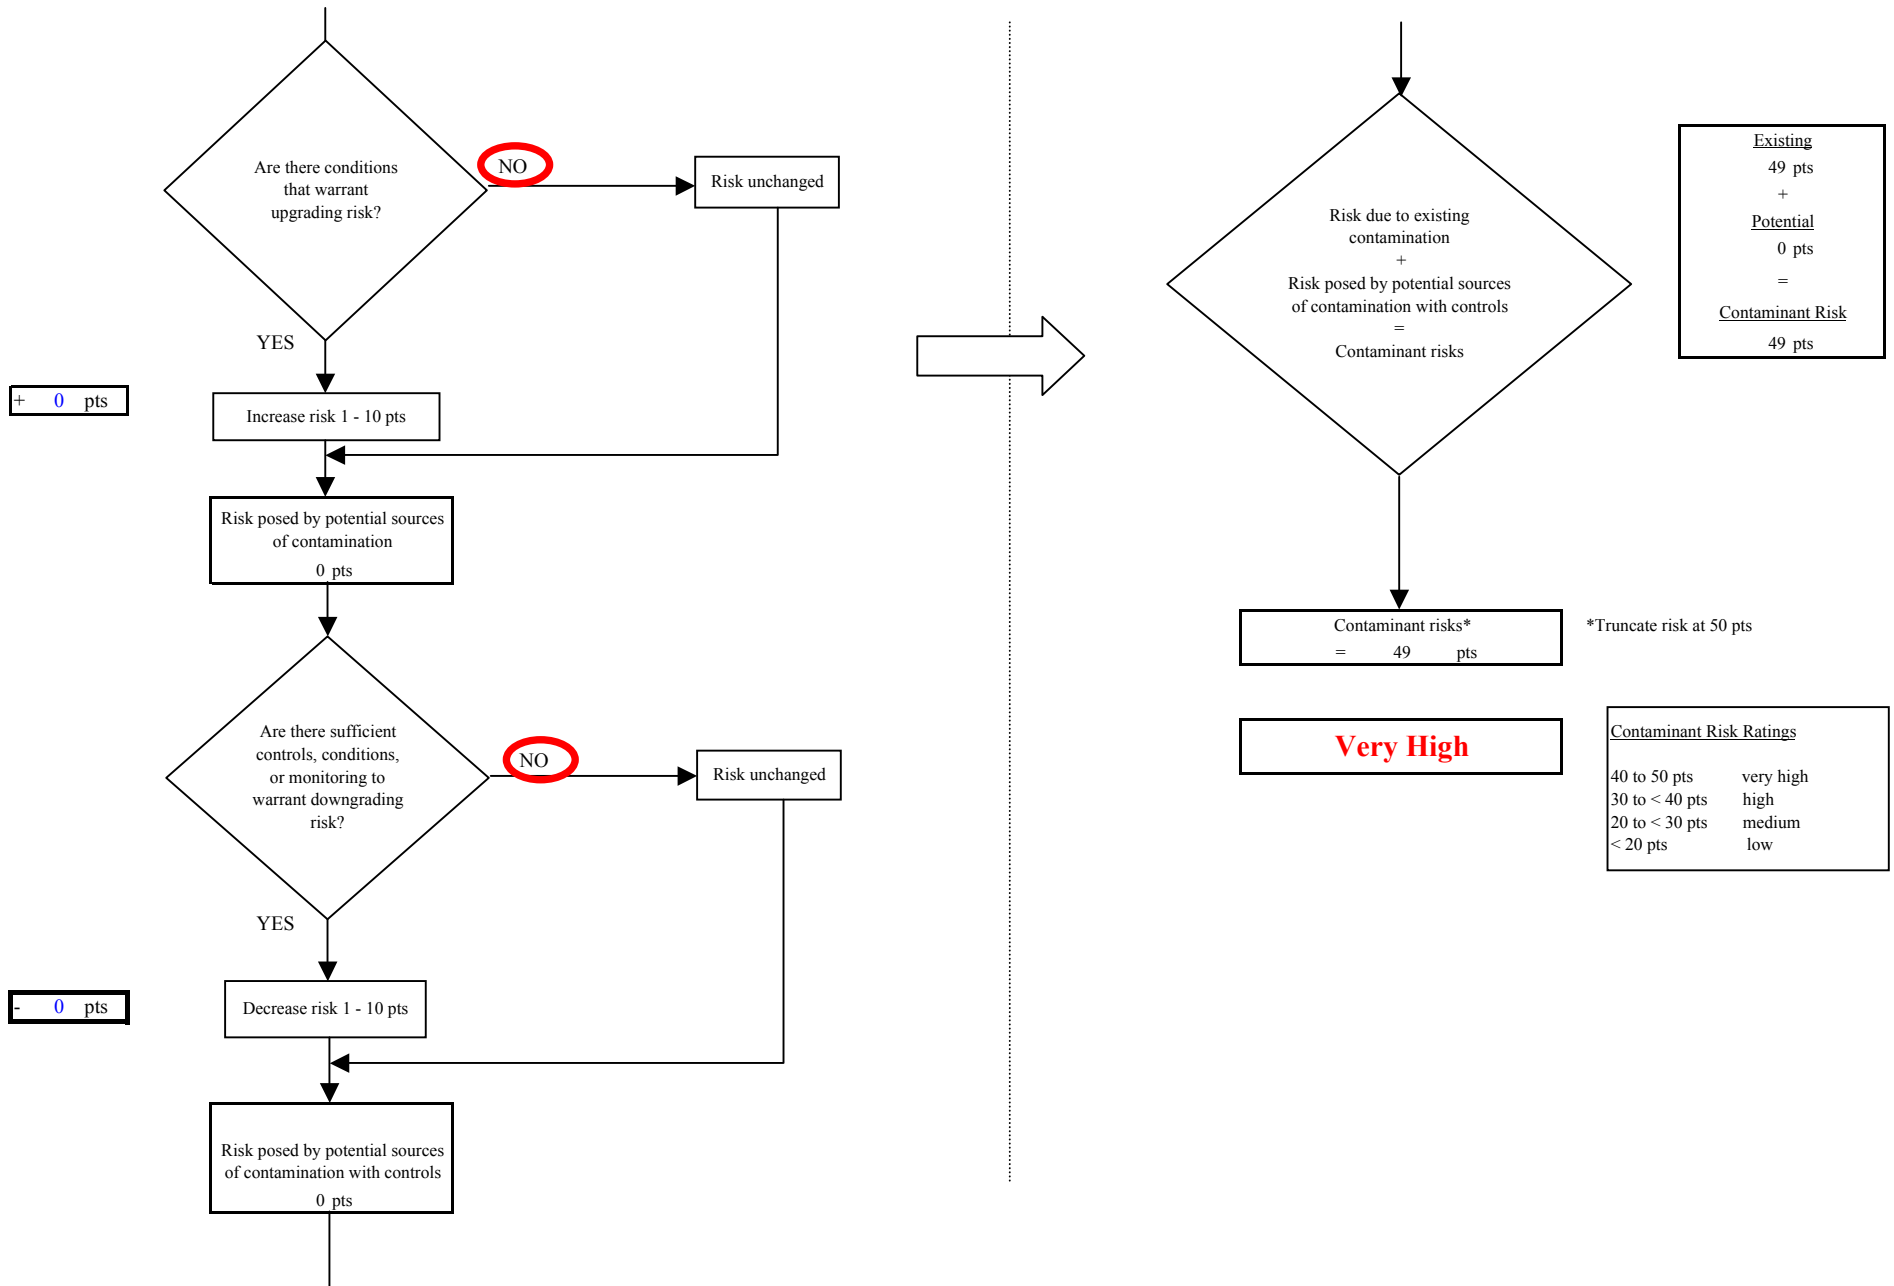 Are there conditions
that warrant
upgrading risk?
NO
Risk unchanged
YES
+ 0 pts
Increase risk 1 - 10 pts
Risk posed by potential sources
of contamination
0 pts
Are there sufficient
controls, conditions,
or monitoring to
warrant downgrading
risk?
NO
Risk unchanged
YES
- 0 pts
Decrease risk 1 - 10 pts
Risk posed by potential sources
of contamination with controls
0 pts
Risk due to existing
contamination
+
Risk posed by potential sources
of contamination with controls
=
Contaminant risks
Existing
49 pts
+
Potential
0 pts
=
Contaminant Risk
49 pts
Contaminant risks*
= 49 pts
*Truncate risk at 50 pts
Very High
Contaminant Risk Ratings
40 to 50 pts very high
30 to < 40 pts high
20 to < 30 pts medium
< 20 pts low